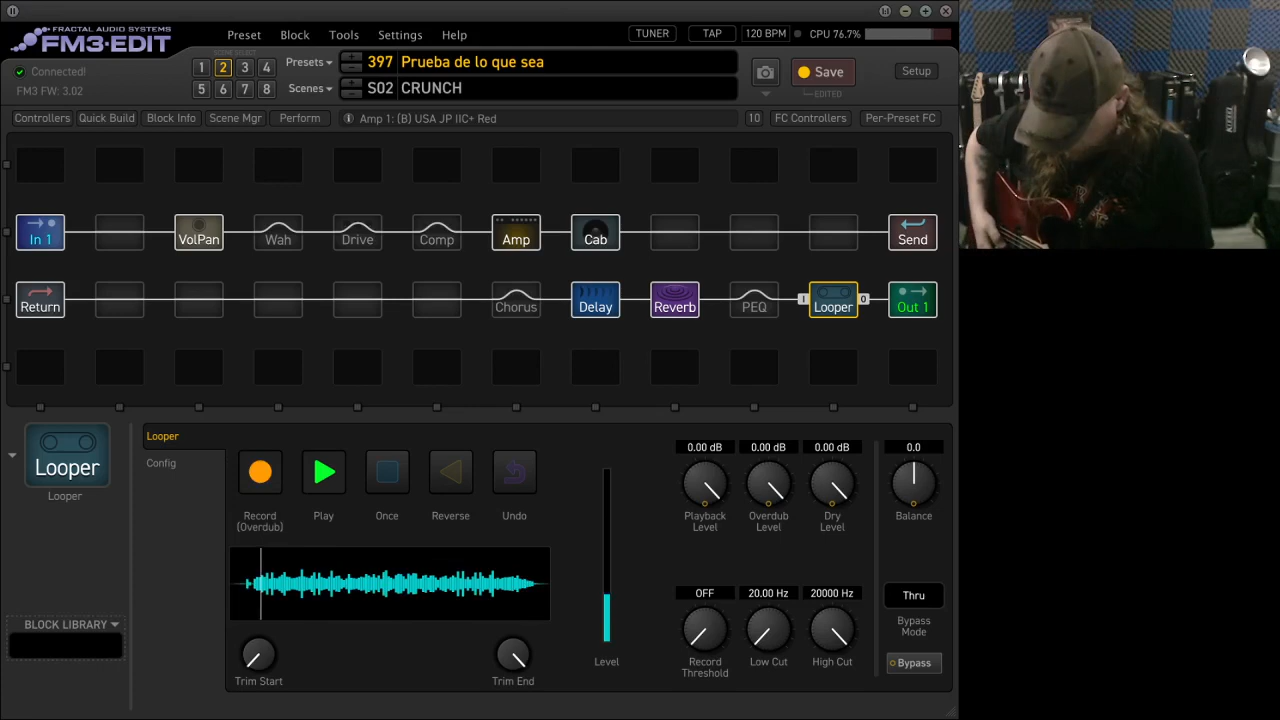 FRACTAL AUDIO SYSTEMS
FM3-EDIT
Preset Block Tools Settings Help
TUNER TAP 120 BPM CPU 76.7%
SCENE SELECT
1 2 3 4
5 6 7 8
Connected!
FM3 FW: 3.02
Presets 397 Prueba de lo que sea
Scenes S02 CRUNCH
Save
EDITED
Setup
Controllers Quick Build Block Info Scene Mgr Perform Amp 1: (B) USA JP IIC+ Red 10 FC Controllers Per-Preset FC
In 1 VolPan Wah Drive Comp Amp Cab Send
Return Chorus Delay Reverb PEQ I Looper O Out 1
Looper
Looper
BLOCK LIBRARY
Looper
Config
Record (Overdub) Play Once Reverse Undo
Trim Start Trim End
Level
0.00 dB 0.00 dB 0.00 dB 0.0
Playback Level Overdub Level Dry Level Balance
OFF 20.00 Hz 20000 Hz Thru
Record Threshold Low Cut High Cut Bypass Mode
Bypass